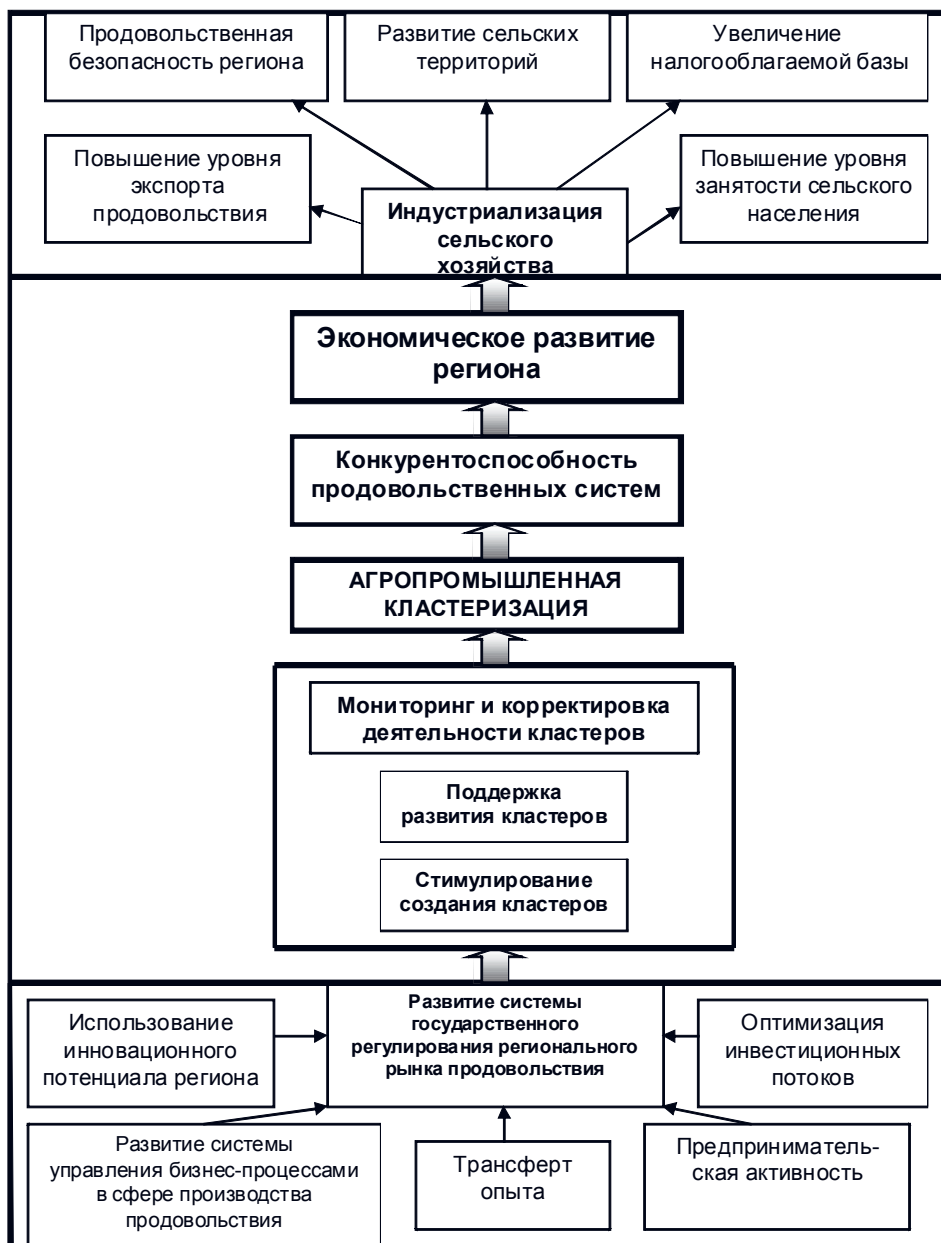 Продовольственная
безопасность региона
Развитие сельских
территорий
Увеличение
налогооблагаемой базы
Повышение уровня
экспорта
продовольствия
Повышение уровня
занятости сельского
населения
Индустриализация
сельского
хозяйства
Экономическое развитие
региона
Конкурентоспособность
продовольственных систем
АГРОПРОМЫШЛЕННАЯ
КЛАСТЕРИЗАЦИЯ
Мониторинг и корректировка
деятельности кластеров
Поддержка
развития кластеров
Стимулирование
создания кластеров
Использование
инновационного
потенциала региона
Развитие системы
государственного
регулирования регионального
рынка продовольствия
Оптимизация
инвестиционных
потоков
Развитие системы
управления бизнес-процессами
в сфере производства
продовольствия
Трансферт
опыта
Предприниматель-
ская активность